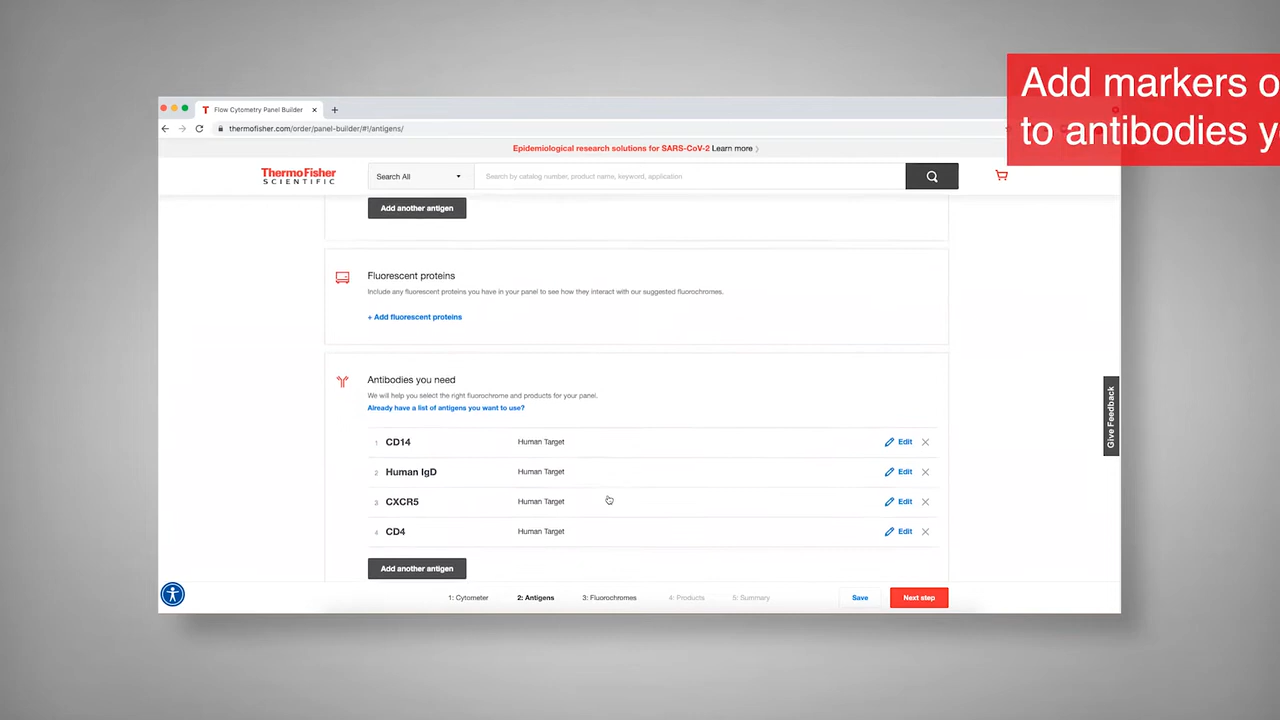 Add markers
to antibodies
Flow Cytometry Panel Builder
thermofisher.com/order/panel-builder/#!/antigens/
Epidemiological research solutions for SARS-CoV-2 Learn more
ThermoFisher
SCIENTIFIC
Search All
Search by catalog number, product name, keyword, application
Add another antigen
Fluorescent proteins
Include any fluorescent proteins you have in your panel to see how they interact with our suggested fluorochromes.
+ Add fluorescent proteins
Antibodies you need
We will help you select the right fluorochrome and products for your panel.
Already have a list of antigens you want to use?
1 CD14 Human Target Edit
2 Human IgD Human Target Edit
3 CXCR5 Human Target Edit
4 CD4 Human Target Edit
Add another antigen
Give Feedback
1: Cytometer 2: Antigens 3: Fluorochromes 4: Products 5: Summary Save Next step